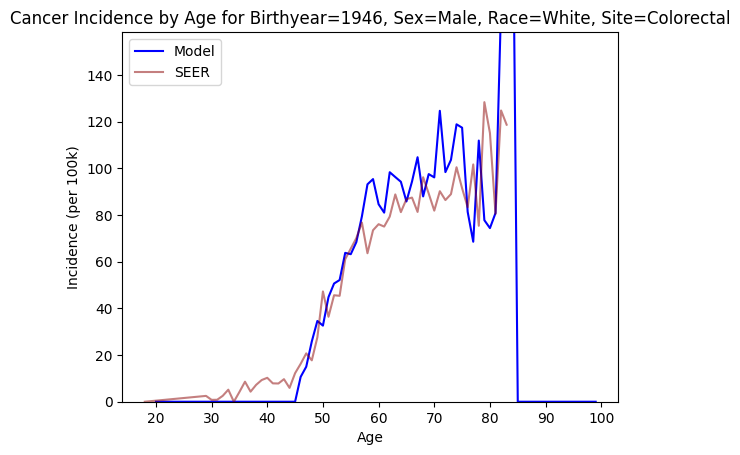 Cancer Incidence by Age for Birthyear=1946, Sex=Male, Race=White, Site=Colorectal
Model
SEER
Incidence (per 100k)
140
120
100
80
60
40
20
0
20 30 40 50 60 70 80 90 100
Age